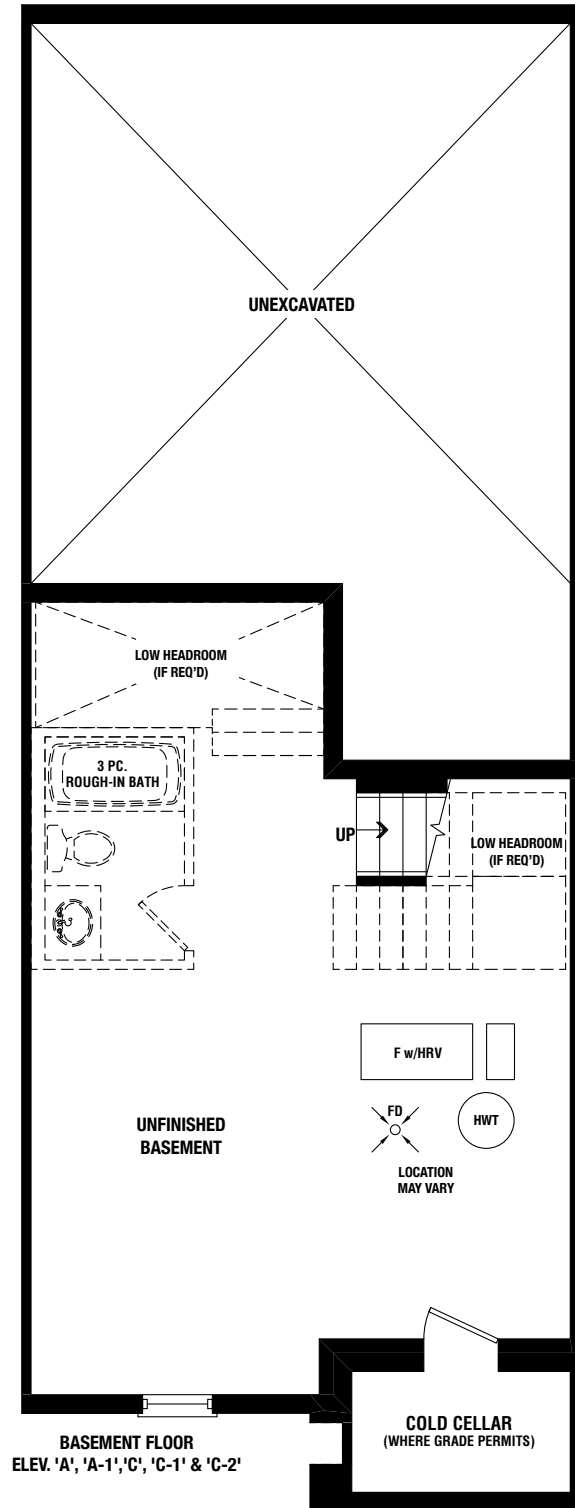 UNEXCAVATED
LOW HEADROOM
(IF REQ'D)
3 PC.
ROUGH-IN BATH
UP
LOW HEADROOM
(IF REQ'D)
F w/HRV
FD
HWT
LOCATION
MAY VARY
UNFINISHED
BASEMENT
COLD CELLAR
(WHERE GRADE PERMITS)
BASEMENT FLOOR
ELEV. 'A', 'A-1','C', 'C-1' & 'C-2'